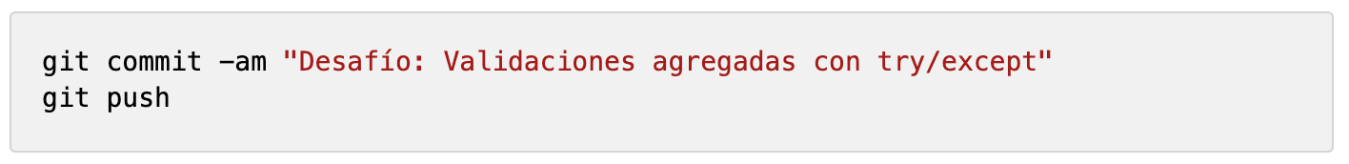 git commit –am "Desafío: Validaciones agregadas con try/except"
git push